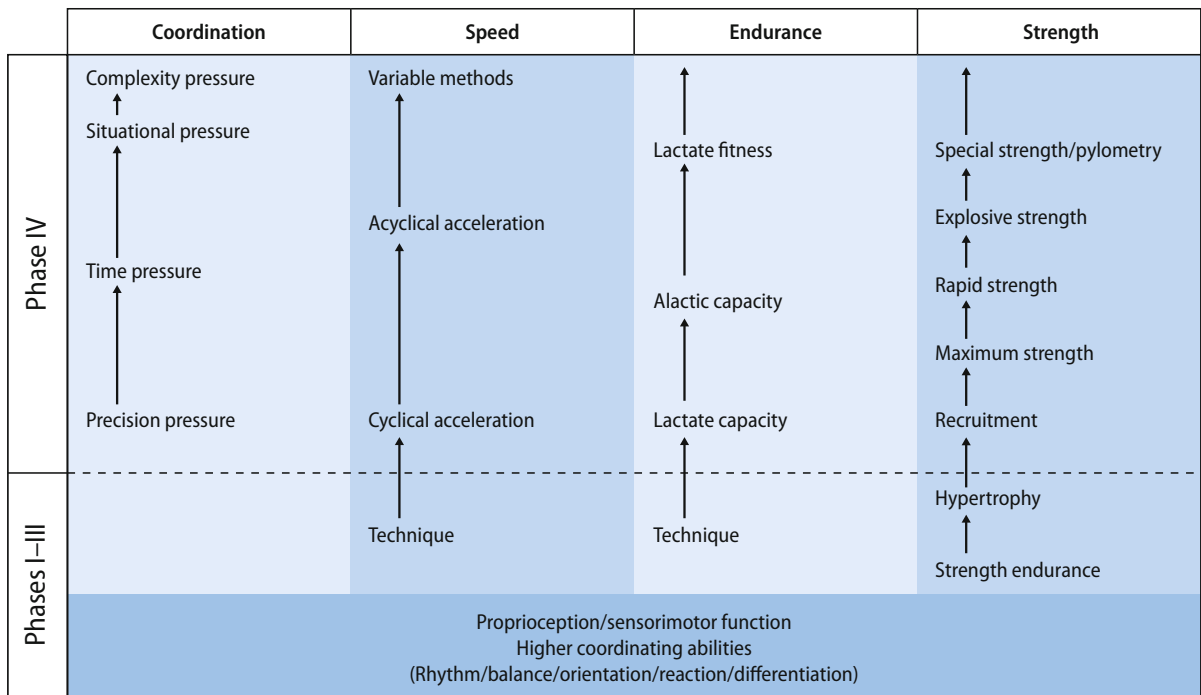 Coordination
Speed
Endurance
Strength
Phase IV
Complexity pressure
Situational pressure
Time pressure
Precision pressure
Variable methods
Acyclical acceleration
Cyclical acceleration
Lactate fitness
Alactic capacity
Lactate capacity
Special strength/pylometry
Explosive strength
Rapid strength
Maximum strength
Recruitment
Phases I–III
Technique
Technique
Hypertrophy
Strength endurance
Proprioception/sensorimotor function
Higher coordinating abilities
(Rhythm/balance/orientation/reaction/differentiation)